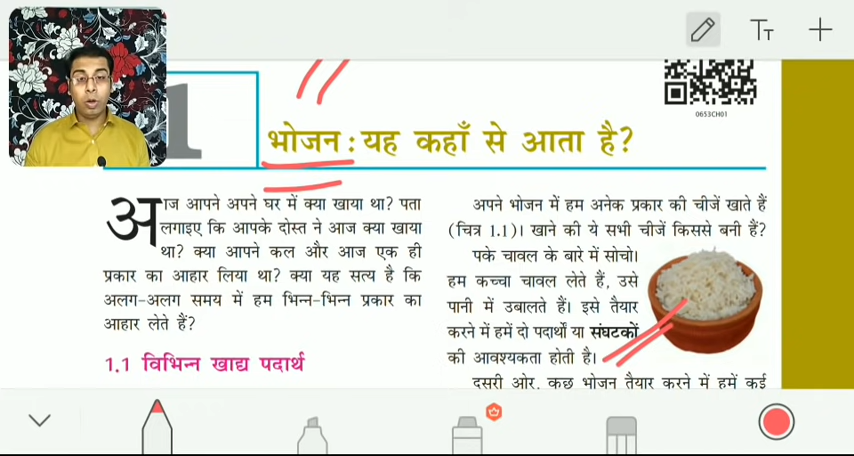 0653CH01
1
भोजन : यह कहाँ से आता है?
आज आपने अपने घर में क्या खाया था? पता
लगाइए कि आपके दोस्त ने आज क्या खाया
था? क्या आपने कल और आज एक ही
प्रकार का आहार लिया था? क्या यह सत्य है कि
अलग-अलग समय में हम भिन्न-भिन्न प्रकार का
आहार लेते हैं?
1.1 विभिन्न खाद्य पदार्थ
अपने भोजन में हम अनेक प्रकार की चीजें खाते हैं
(चित्र 1.1)। खाने की ये सभी चीजें किससे बनी हैं?
पके चावल के बारे में सोचो।
हम कच्चा चावल लेते हैं, उसे
पानी में उबालते हैं। इसे तैयार
करने में हमें दो पदार्थों या संघटकों
की आवश्यकता होती है।
दूसरी ओर, कुछ भोजन तैयार करने में हमें कई